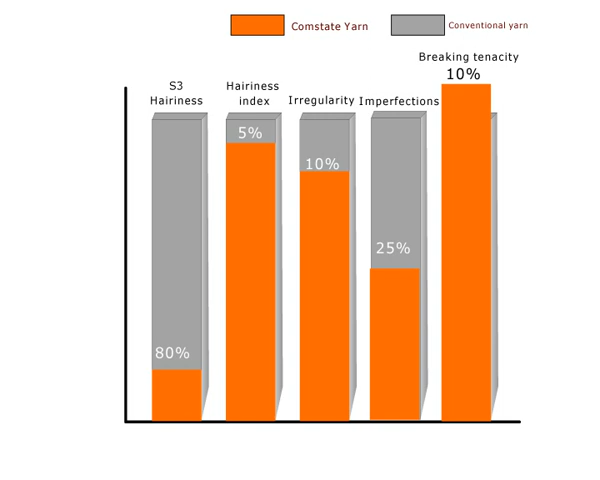 Comstate Yarn
Conventional yarn
Breaking tenacity
10%
S3
Hairiness
Hairiness
index
Irregularity
Imperfections
5%
10%
25%
80%